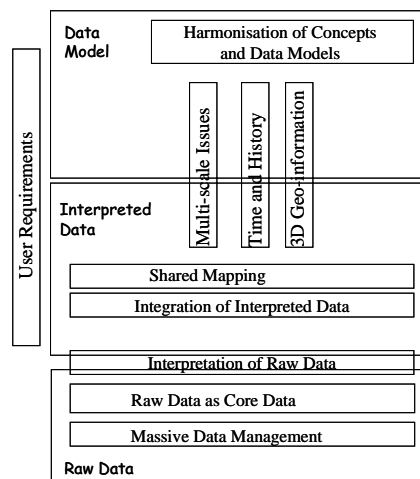 Data
Model
Harmonisation of Concepts
and Data Models
User Requirements
Multi-scale Issues
Time and History
3D Geo-information
Interpreted
Data
Shared Mapping
Integration of Interpreted Data
Interpretation of Raw Data
Raw Data as Core Data
Massive Data Management
Raw Data